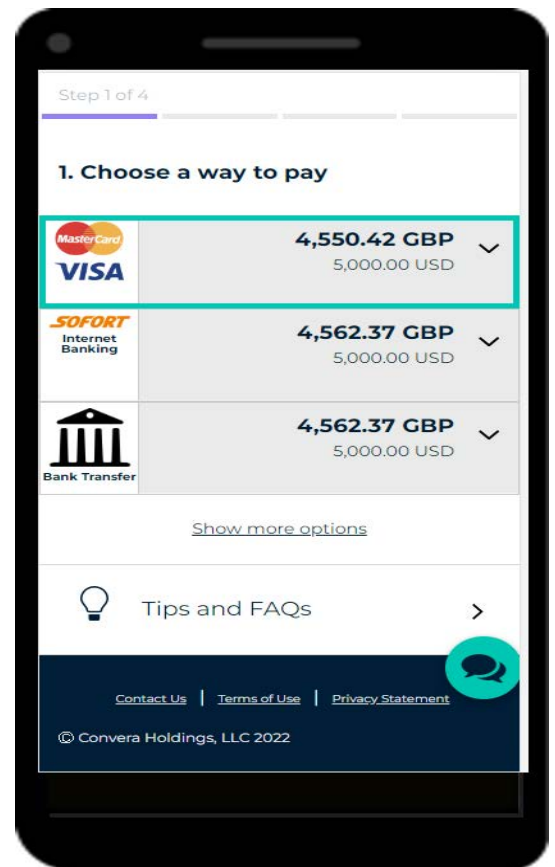 Step 1 of 4
1. Choose a way to pay
MasterCard
VISA
4,550.42 GBP
5,000.00 USD
SOFORT
Internet
Banking
4,562.37 GBP
5,000.00 USD
Bank Transfer
4,562.37 GBP
5,000.00 USD
Show more options
Tips and FAQs
Contact Us | Terms of Use | Privacy Statement
© Convera Holdings, LLC 2022